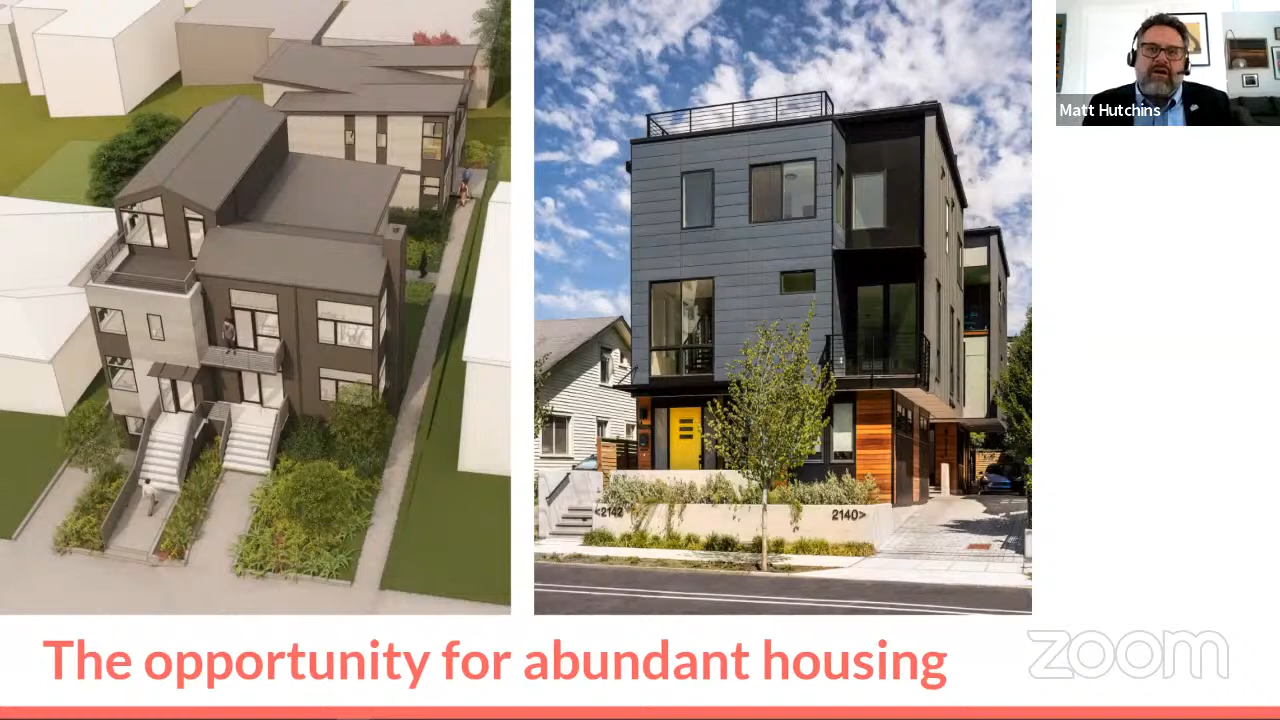 Matt Hutchins
<2142
2140>
The opportunity for abundant housing
zoom